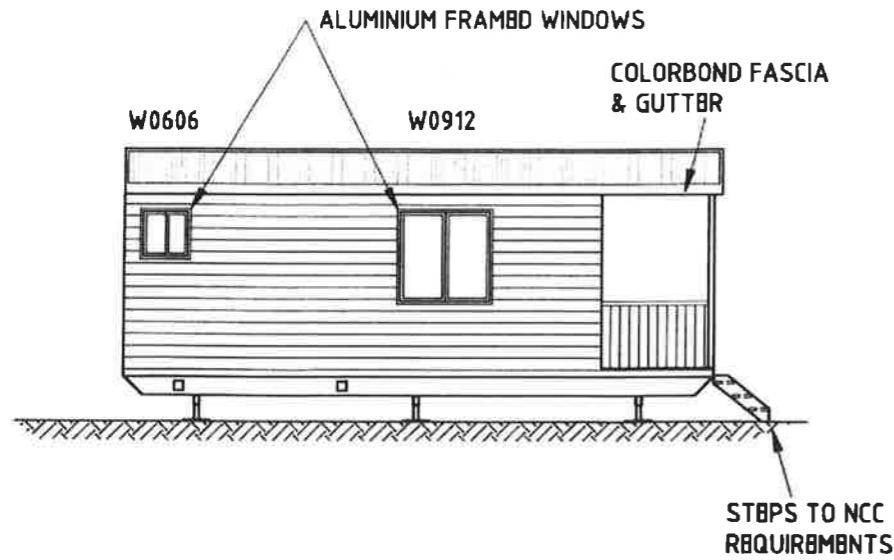 ALUMINIUM FRAMED WINDOWS
COLORBOND FASCIA
& GUTTER
W0606
W0912
STEPS TO NCC
REQUIREMENTS